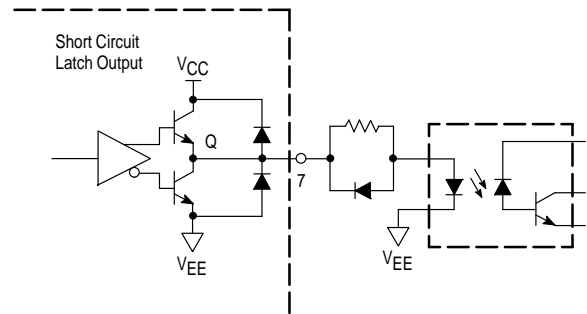 Short Circuit
Latch Output
VCC
Q
7
VEE
VEE